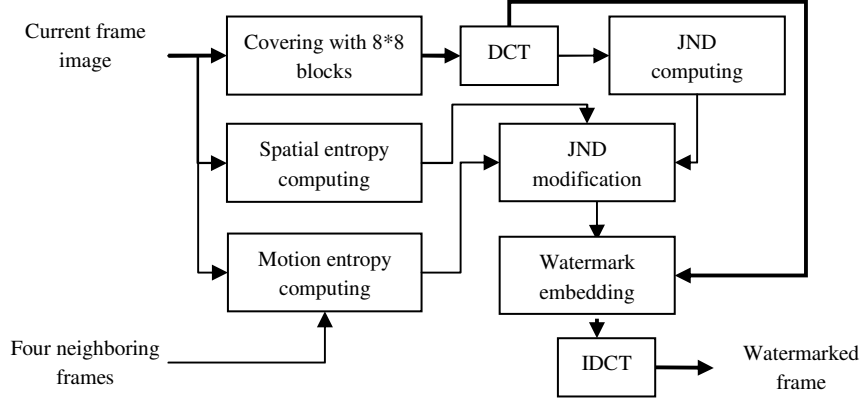 Current frame
image
Covering with 8*8
blocks
DCT
JND
computing
Spatial entropy
computing
JND
modification
Motion entropy
computing
Watermark
embedding
Four neighboring
frames
IDCT
Watermarked
frame